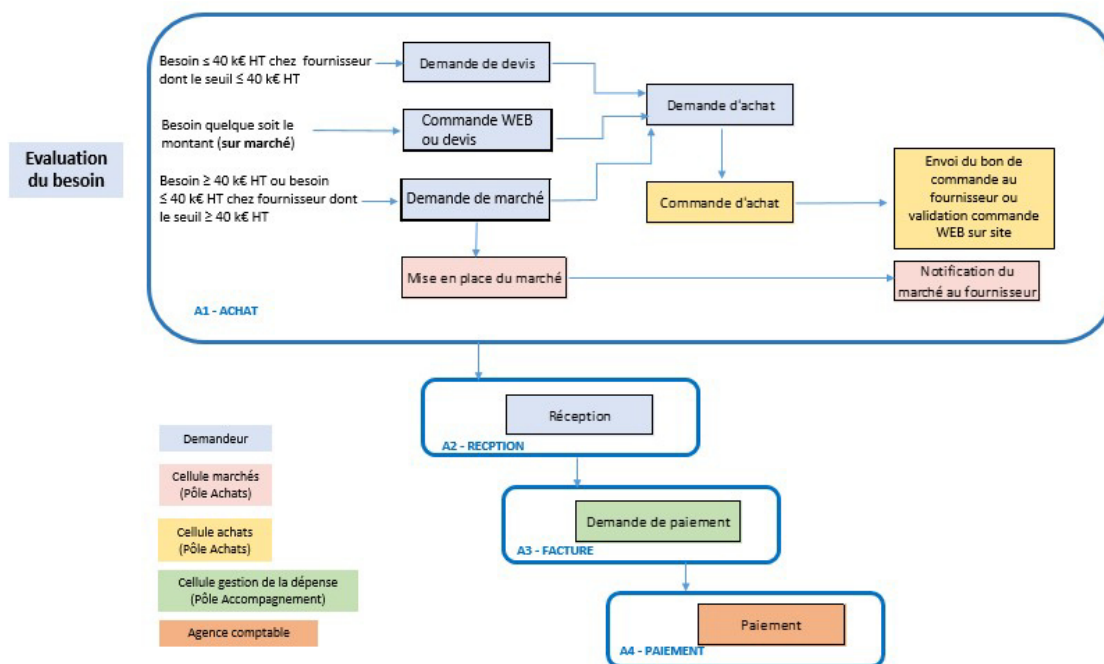 Evaluation
du besoin
Besoin ≤ 40 k€ HT chez fournisseur
dont le seuil ≤ 40 k€ HT
Demande de devis
Besoin quelque soit le
montant (sur marché)
Commande WEB
ou devis
Besoin ≥ 40 k€ HT ou besoin
≤ 40 k€ HT chez fournisseur dont
le seuil ≥ 40 k€ HT
Demande de marché
Demande d'achat
Commande d'achat
Envoi du bon de
commande au
fournisseur ou
validation commande
WEB sur site
Mise en place du marché
Notification du
marché au fournisseur
A1 - ACHAT
Réception
A2 - RECPTION
Demande de paiement
A3 - FACTURE
Paiement
A4 - PAIEMENT
Demandeur
Cellule marchés
(Pôle Achats)
Cellule achats
(Pôle Achats)
Cellule gestion de la dépense
(Pôle Accompagnement)
Agence comptable